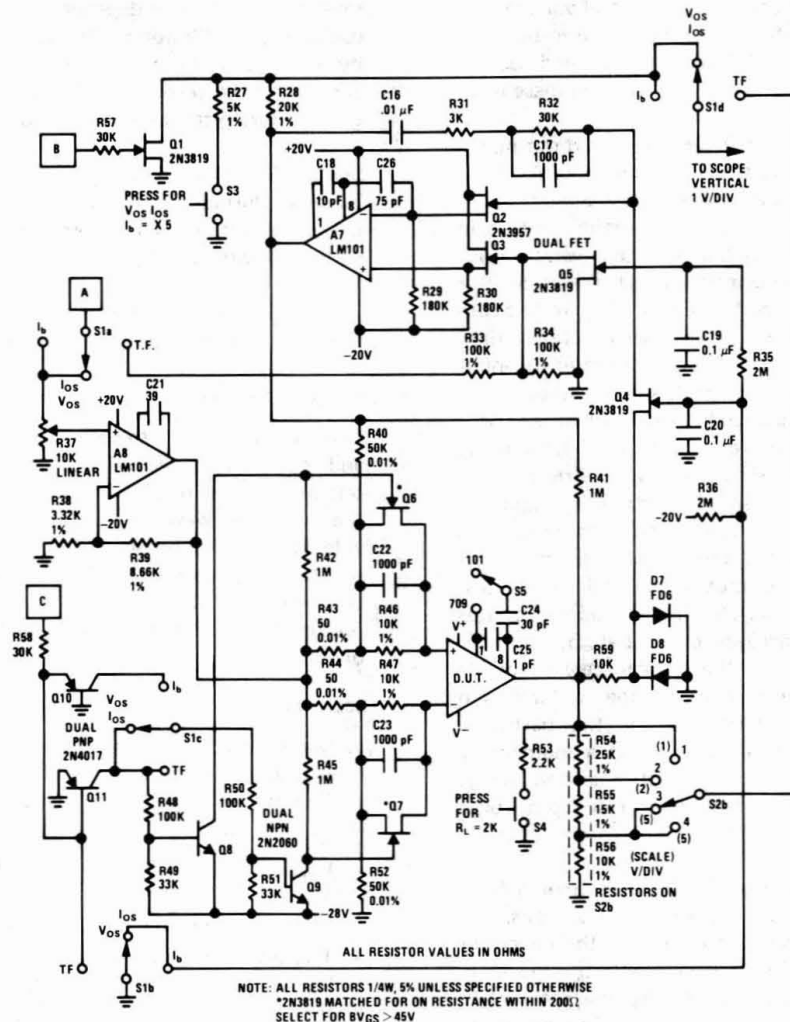 VOS
IOS
Ib
S1d
TF
TO SCOPE
VERTICAL
1 V/DIV
B
R57
30K
Q1
2N3819
R27
5K
1%
R28
20K
1%
C16
.01 µF
R31
3K
R32
30K
C17
1000 pF
S3
PRESS FOR
VOS IOS
Ib = X 5
+20V
C18
10 pF
C26
75 pF
8
1
A7
LM101
−
+
Q2
2N3957
Q3
DUAL FET
Q5
2N3819
R29
180K
R30
180K
-20V
C19
0.1 µF
R35
2M
R33
100K
1%
R34
100K
1%
A
S1a
Ib
T.F.
IOS
VOS
Q4
2N3819
C20
0.1 µF
R36
2M
-20V
C21
39
+20V
R37
10K
LINEAR
A8
LM101
+
−
-20V
R38
3.32K
1%
R39
8.66K
1%
R40
50K
0.01%
*
Q6
R41
1M
C22
1000 pF
R42
1M
101
S5
709
C24
30 pF
D7
FD6
R43
50
0.01%
R46
10K
1%
V+
1
8
C25
1 pF
+
D.U.T.
−
V−
R44
50
0.01%
R47
10K
1%
R59
10K
D8
FD6
C
R58
30K
Ib
Q10
VOS
IOS
DUAL
PNP
2N4017
S1c
TF
Q11
C23
1000 pF
R45
1M
R53
2.2K
R54
25K
1%
(1)
1
2
(2)
R50
100K
DUAL
NPN
2N2060
*Q7
PRESS
FOR
RL = 2K
S4
R55
15K
1%
3
(5)
4
(5)
S2b
R48
100K
Q8
R49
33K
R51
33K
Q9
R52
50K
0.01%
R56
10K
1%
(SCALE)
V/DIV
RESISTORS ON
S2b
-28V
IOS
VOS
Ib
TF
S1b
ALL RESISTOR VALUES IN OHMS
NOTE: ALL RESISTORS 1/4W, 5% UNLESS SPECIFIED OTHERWISE
*2N3819 MATCHED FOR ON RESISTANCE WITHIN 200Ω
SELECT FOR BVGS > 45V